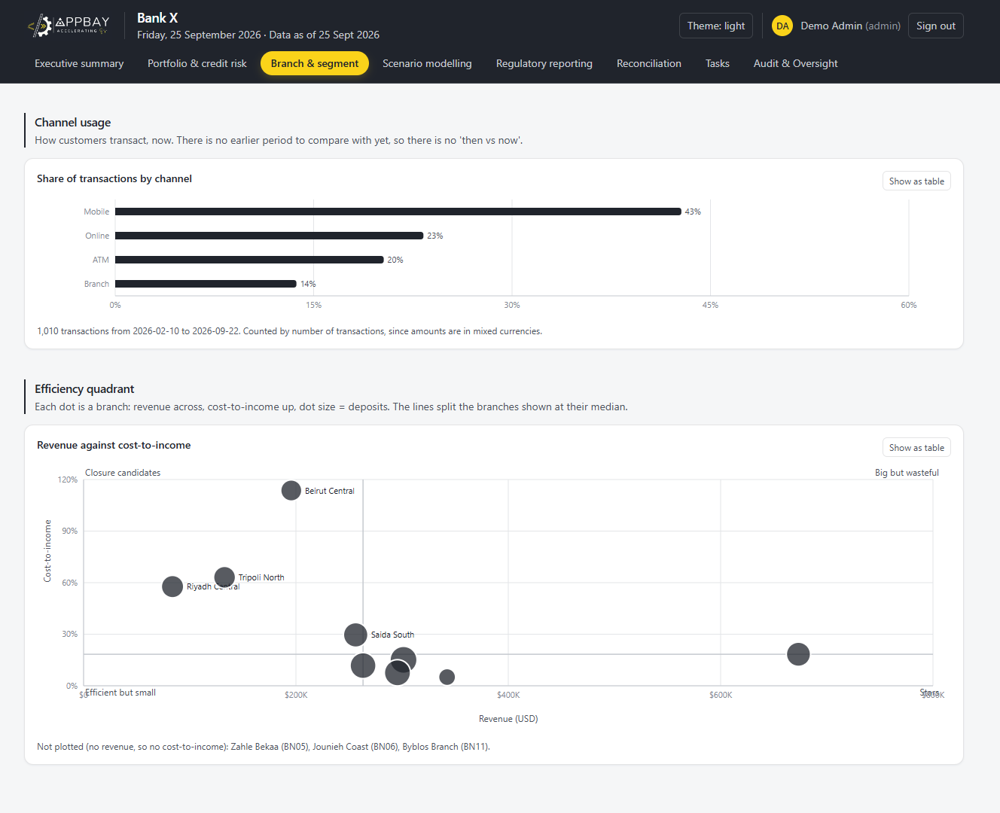 APPBAY
ACCELERATING
Bank X
Friday, 25 September 2026 · Data as of 25 Sept 2026
Theme: light
DA
Demo Admin (admin)
Sign out
Executive summary
Portfolio & credit risk
Branch & segment
Scenario modelling
Regulatory reporting
Reconciliation
Tasks
Audit & Oversight
Channel usage
How customers transact, now. There is no earlier period to compare with yet, so there is no 'then vs now'.
Share of transactions by channel
Show as table
Mobile
43%
Online
23%
ATM
20%
Branch
14%
0%
15%
30%
45%
60%
1,010 transactions from 2026-02-10 to 2026-09-22. Counted by number of transactions, since amounts are in mixed currencies.
Efficiency quadrant
Each dot is a branch: revenue across, cost-to-income up, dot size = deposits. The lines split the branches shown at their median.
Revenue against cost-to-income
Show as table
Closure candidates
Big but wasteful
120%
Beirut Central
90%
Cost-to-income
Tripoli North
60%
Riyadh Central
30%
Saida South
0%
Efficient but small
Stars
$0
$200K
$400K
$600K
$800K
Revenue (USD)
Not plotted (no revenue, so no cost-to-income): Zahle Bekaa (BN05), Jounieh Coast (BN06), Byblos Branch (BN11).